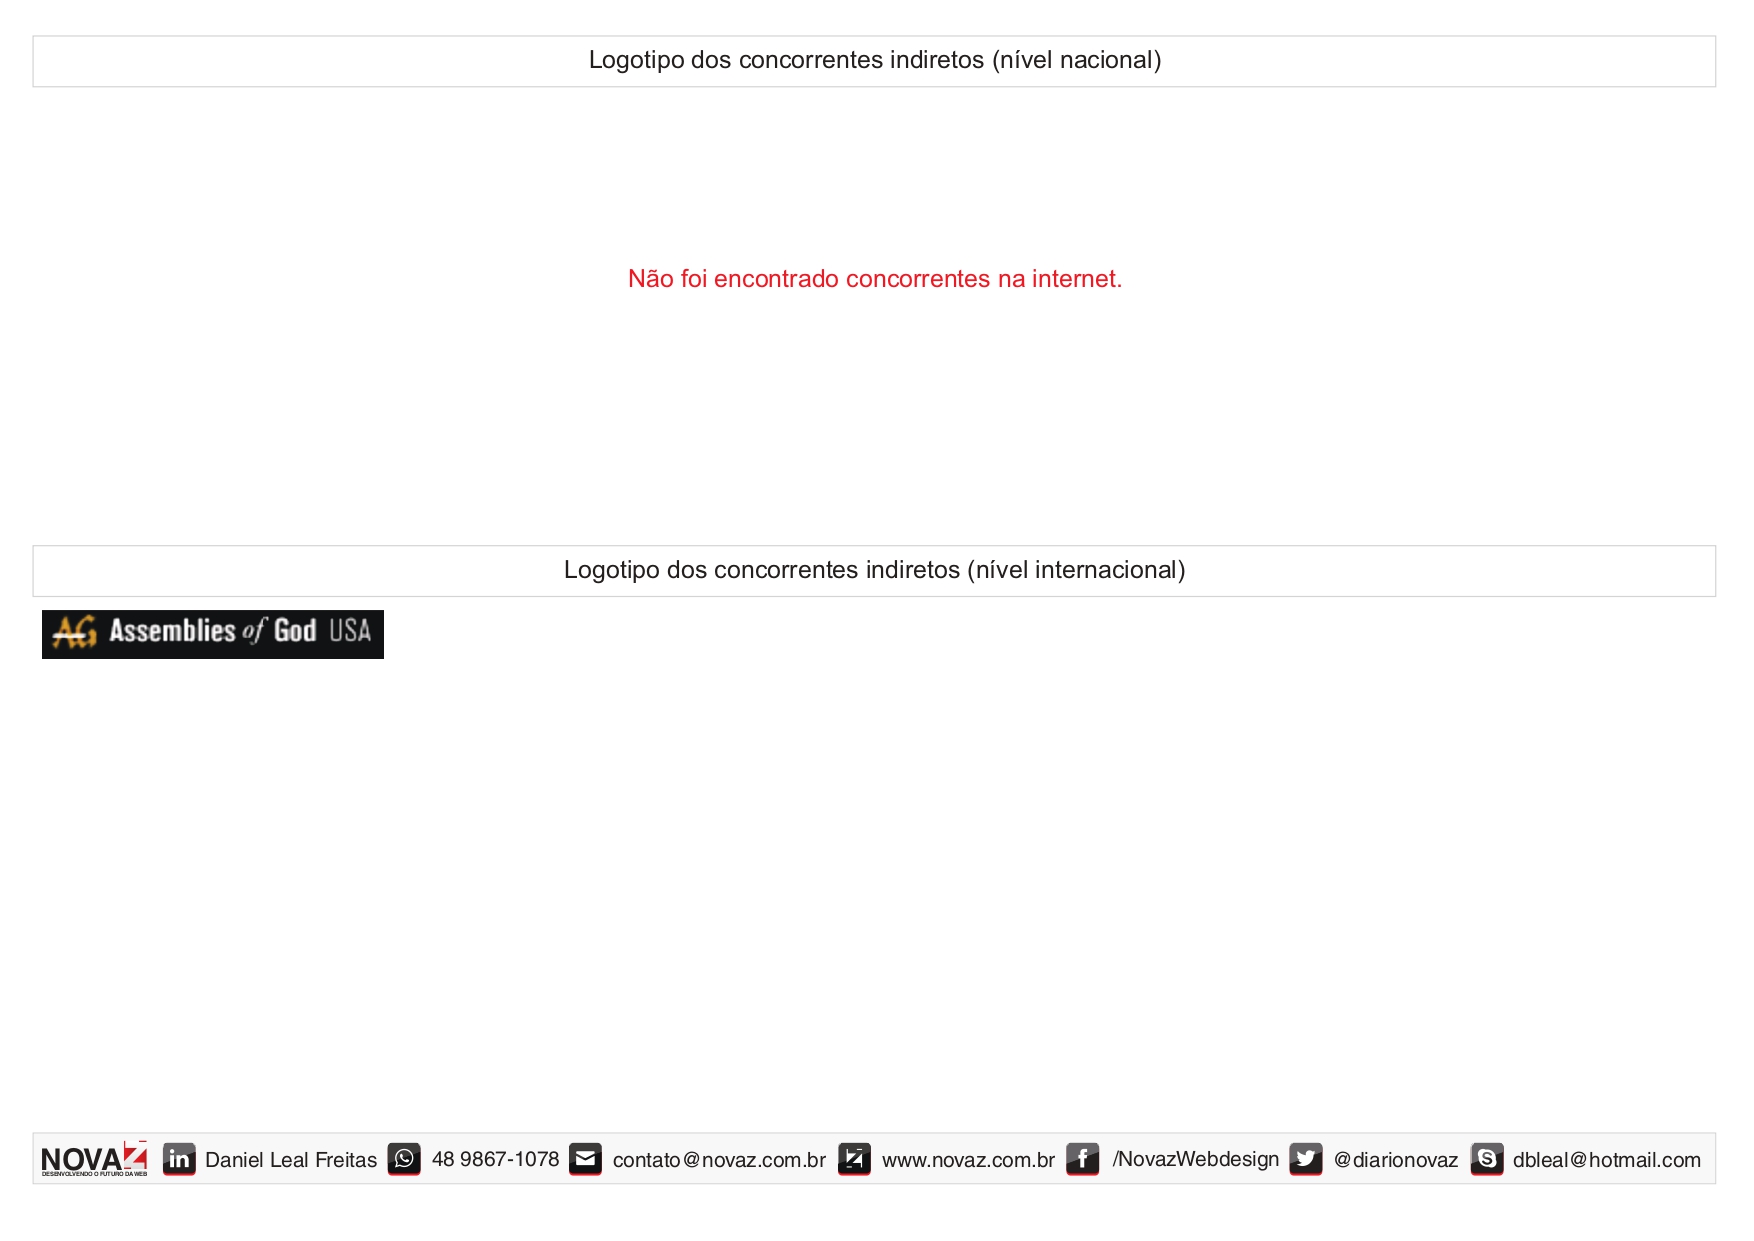 Logotipo dos concorrentes indiretos (nível nacional)
Não foi encontrado concorrentes na internet.
Logotipo dos concorrentes indiretos (nível internacional)
AG Assemblies of God USA
NOVAZ in Daniel Leal Freitas 48 9867-1078 contato@novaz.com.br www.novaz.com.br f /NovazWebdesign @diarionovaz S dbleal@hotmail.com
DESENVOLVENDO O FUTURO DA WEB